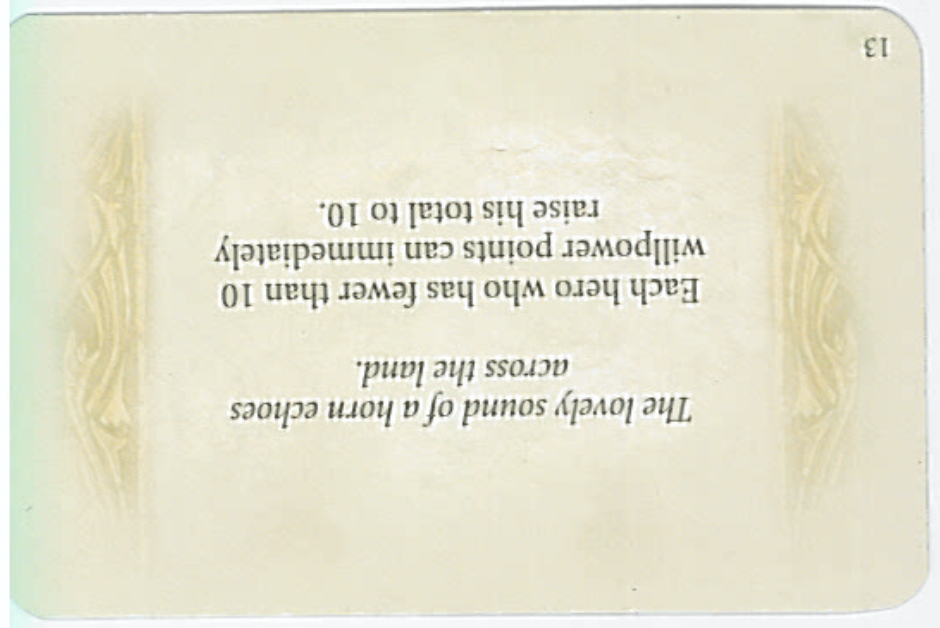 The lovely sound of a horn echoes
across the land.
Each hero who has fewer than 10
willpower points can immediately
raise his total to 10.
13